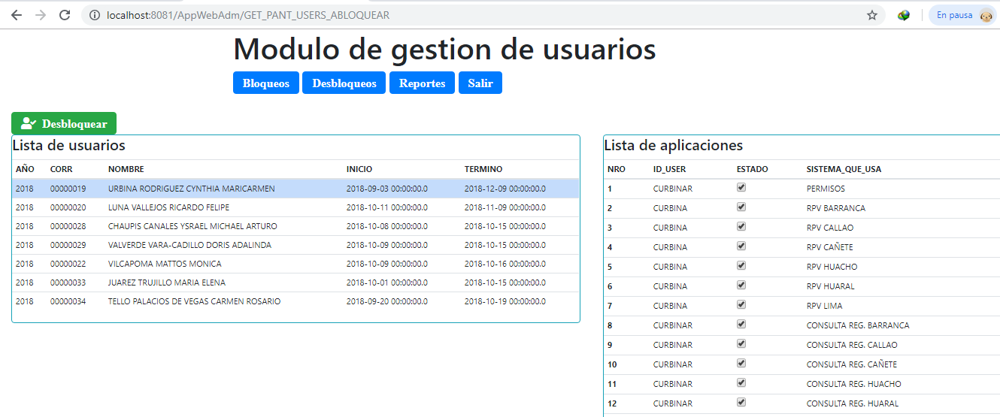 localhost:8081/AppWebAdm/GET_PANT_USERS_ABLOQUEAR
En pausa
Modulo de gestion de usuarios
Bloqueos Desbloqueos Reportes Salir
Desbloquear
Lista de usuarios
AÑO CORR NOMBRE INICIO TERMINO
2018 00000019 URBINA RODRIGUEZ CYNTHIA MARICARMEN 2018-09-03 00:00:00.0 2018-12-09 00:00:00.0
2018 00000020 LUNA VALLEJOS RICARDO FELIPE 2018-10-11 00:00:00.0 2018-11-09 00:00:00.0
2018 00000028 CHAUPIS CANALES YSRAEL MICHAEL ARTURO 2018-10-08 00:00:00.0 2018-10-15 00:00:00.0
2018 00000029 VALVERDE VARA-CADILLO DORIS ADALINDA 2018-10-09 00:00:00.0 2018-10-15 00:00:00.0
2018 00000022 VILCAPOMA MATTOS MONICA 2018-10-09 00:00:00.0 2018-10-16 00:00:00.0
2018 00000033 JUAREZ TRUJILLO MARIA ELENA 2018-10-01 00:00:00.0 2018-10-15 00:00:00.0
2018 00000034 TELLO PALACIOS DE VEGAS CARMEN ROSARIO 2018-09-20 00:00:00.0 2018-10-19 00:00:00.0
Lista de aplicaciones
NRO ID_USER ESTADO SISTEMA_QUE_USA
1 CURBINAR PERMISOS
2 CURBINA RPV BARRANCA
3 CURBINA RPV CALLAO
4 CURBINA RPV CAÑETE
5 CURBINA RPV HUACHO
6 CURBINA RPV HUARAL
7 CURBINA RPV LIMA
8 CURBINAR CONSULTA REG. BARRANCA
9 CURBINAR CONSULTA REG. CALLAO
10 CURBINAR CONSULTA REG. CAÑETE
11 CURBINAR CONSULTA REG. HUACHO
12 CURBINAR CONSULTA REG. HUARAL